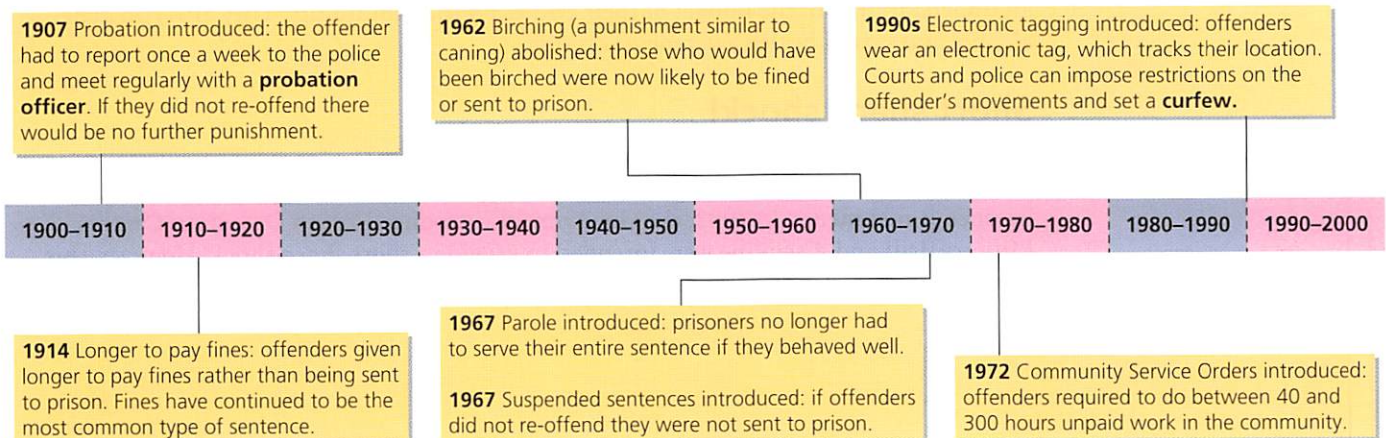 1907 Probation introduced: the offender
had to report once a week to the police
and meet regularly with a probation
officer. If they did not re-offend there
would be no further punishment.
1962 Birching (a punishment similar to
caning) abolished: those who would have
been birched were now likely to be fined
or sent to prison.
1990s Electronic tagging introduced: offenders
wear an electronic tag, which tracks their location.
Courts and police can impose restrictions on the
offender's movements and set a curfew.
1900–1910 1910–1920 1920–1930 1930–1940 1940–1950 1950–1960 1960–1970 1970–1980 1980–1990 1990–2000
1914 Longer to pay fines: offenders given
longer to pay fines rather than being sent
to prison. Fines have continued to be the
most common type of sentence.
1967 Parole introduced: prisoners no longer had
to serve their entire sentence if they behaved well.
1967 Suspended sentences introduced: if offenders
did not re-offend they were not sent to prison.
1972 Community Service Orders introduced:
offenders required to do between 40 and
300 hours unpaid work in the community.